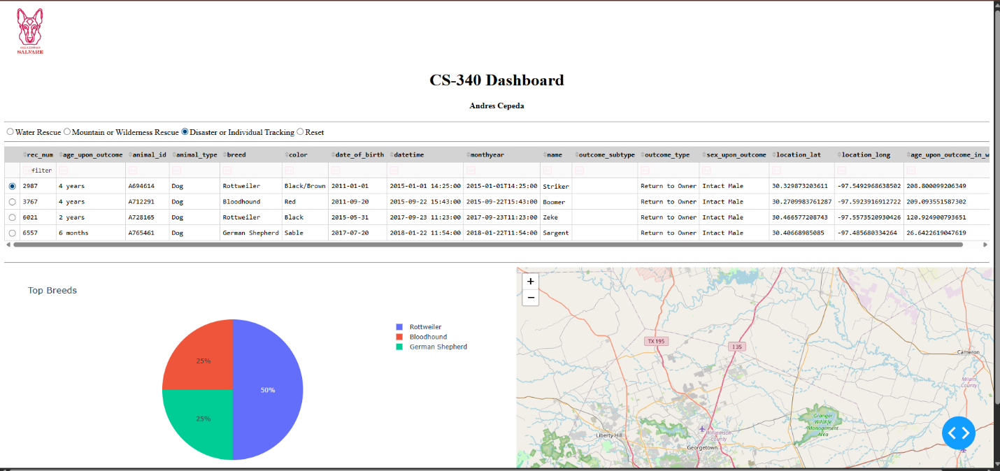 SALVARE
CS-340 Dashboard
Andres Cepeda
Water Rescue Mountain or Wilderness Rescue Disaster or Individual Tracking Reset
rec_num age_upon_outcome animal_id animal_type breed color date_of_birth datetime monthyear name outcome_subtype outcome_type sex_upon_outcome location_lat location_long age_upon_outcome_in_w
filter
2987 4 years A694614 Dog Rottweiler Black/Brown 2011-01-01 2015-01-01 14:25:00 2015-01-01T14:25:00 Striker Return to Owner Intact Male 30.329873203611 -97.5492968638502 208.800099206349
3767 4 years A712291 Dog Bloodhound Red 2011-09-20 2015-09-22 15:43:00 2015-09-22T15:43:00 Boomer Return to Owner Intact Male 30.2709983761287 -97.5923916912722 209.093551587302
6021 2 years A728165 Dog Rottweiler Black 2015-05-31 2017-09-23 11:23:00 2017-09-23T11:23:00 Zeke Return to Owner Intact Male 30.466577208743 -97.5573520930426 120.924900793651
6557 6 months A765461 Dog German Shepherd Sable 2017-07-20 2018-01-22 11:54:00 2018-01-22T11:54:00 Sargent Return to Owner Intact Male 30.40668985085 -97.485680334264 26.6422619047619
Top Breeds
Rottweiler
Bloodhound
German Shepherd
25%
50%
25%
+
−
TX 195
I 35
Cameron
Milam
County
Granger
Wildlife
Management
Area
Liberty Hill
Williamson
County
Georgetown